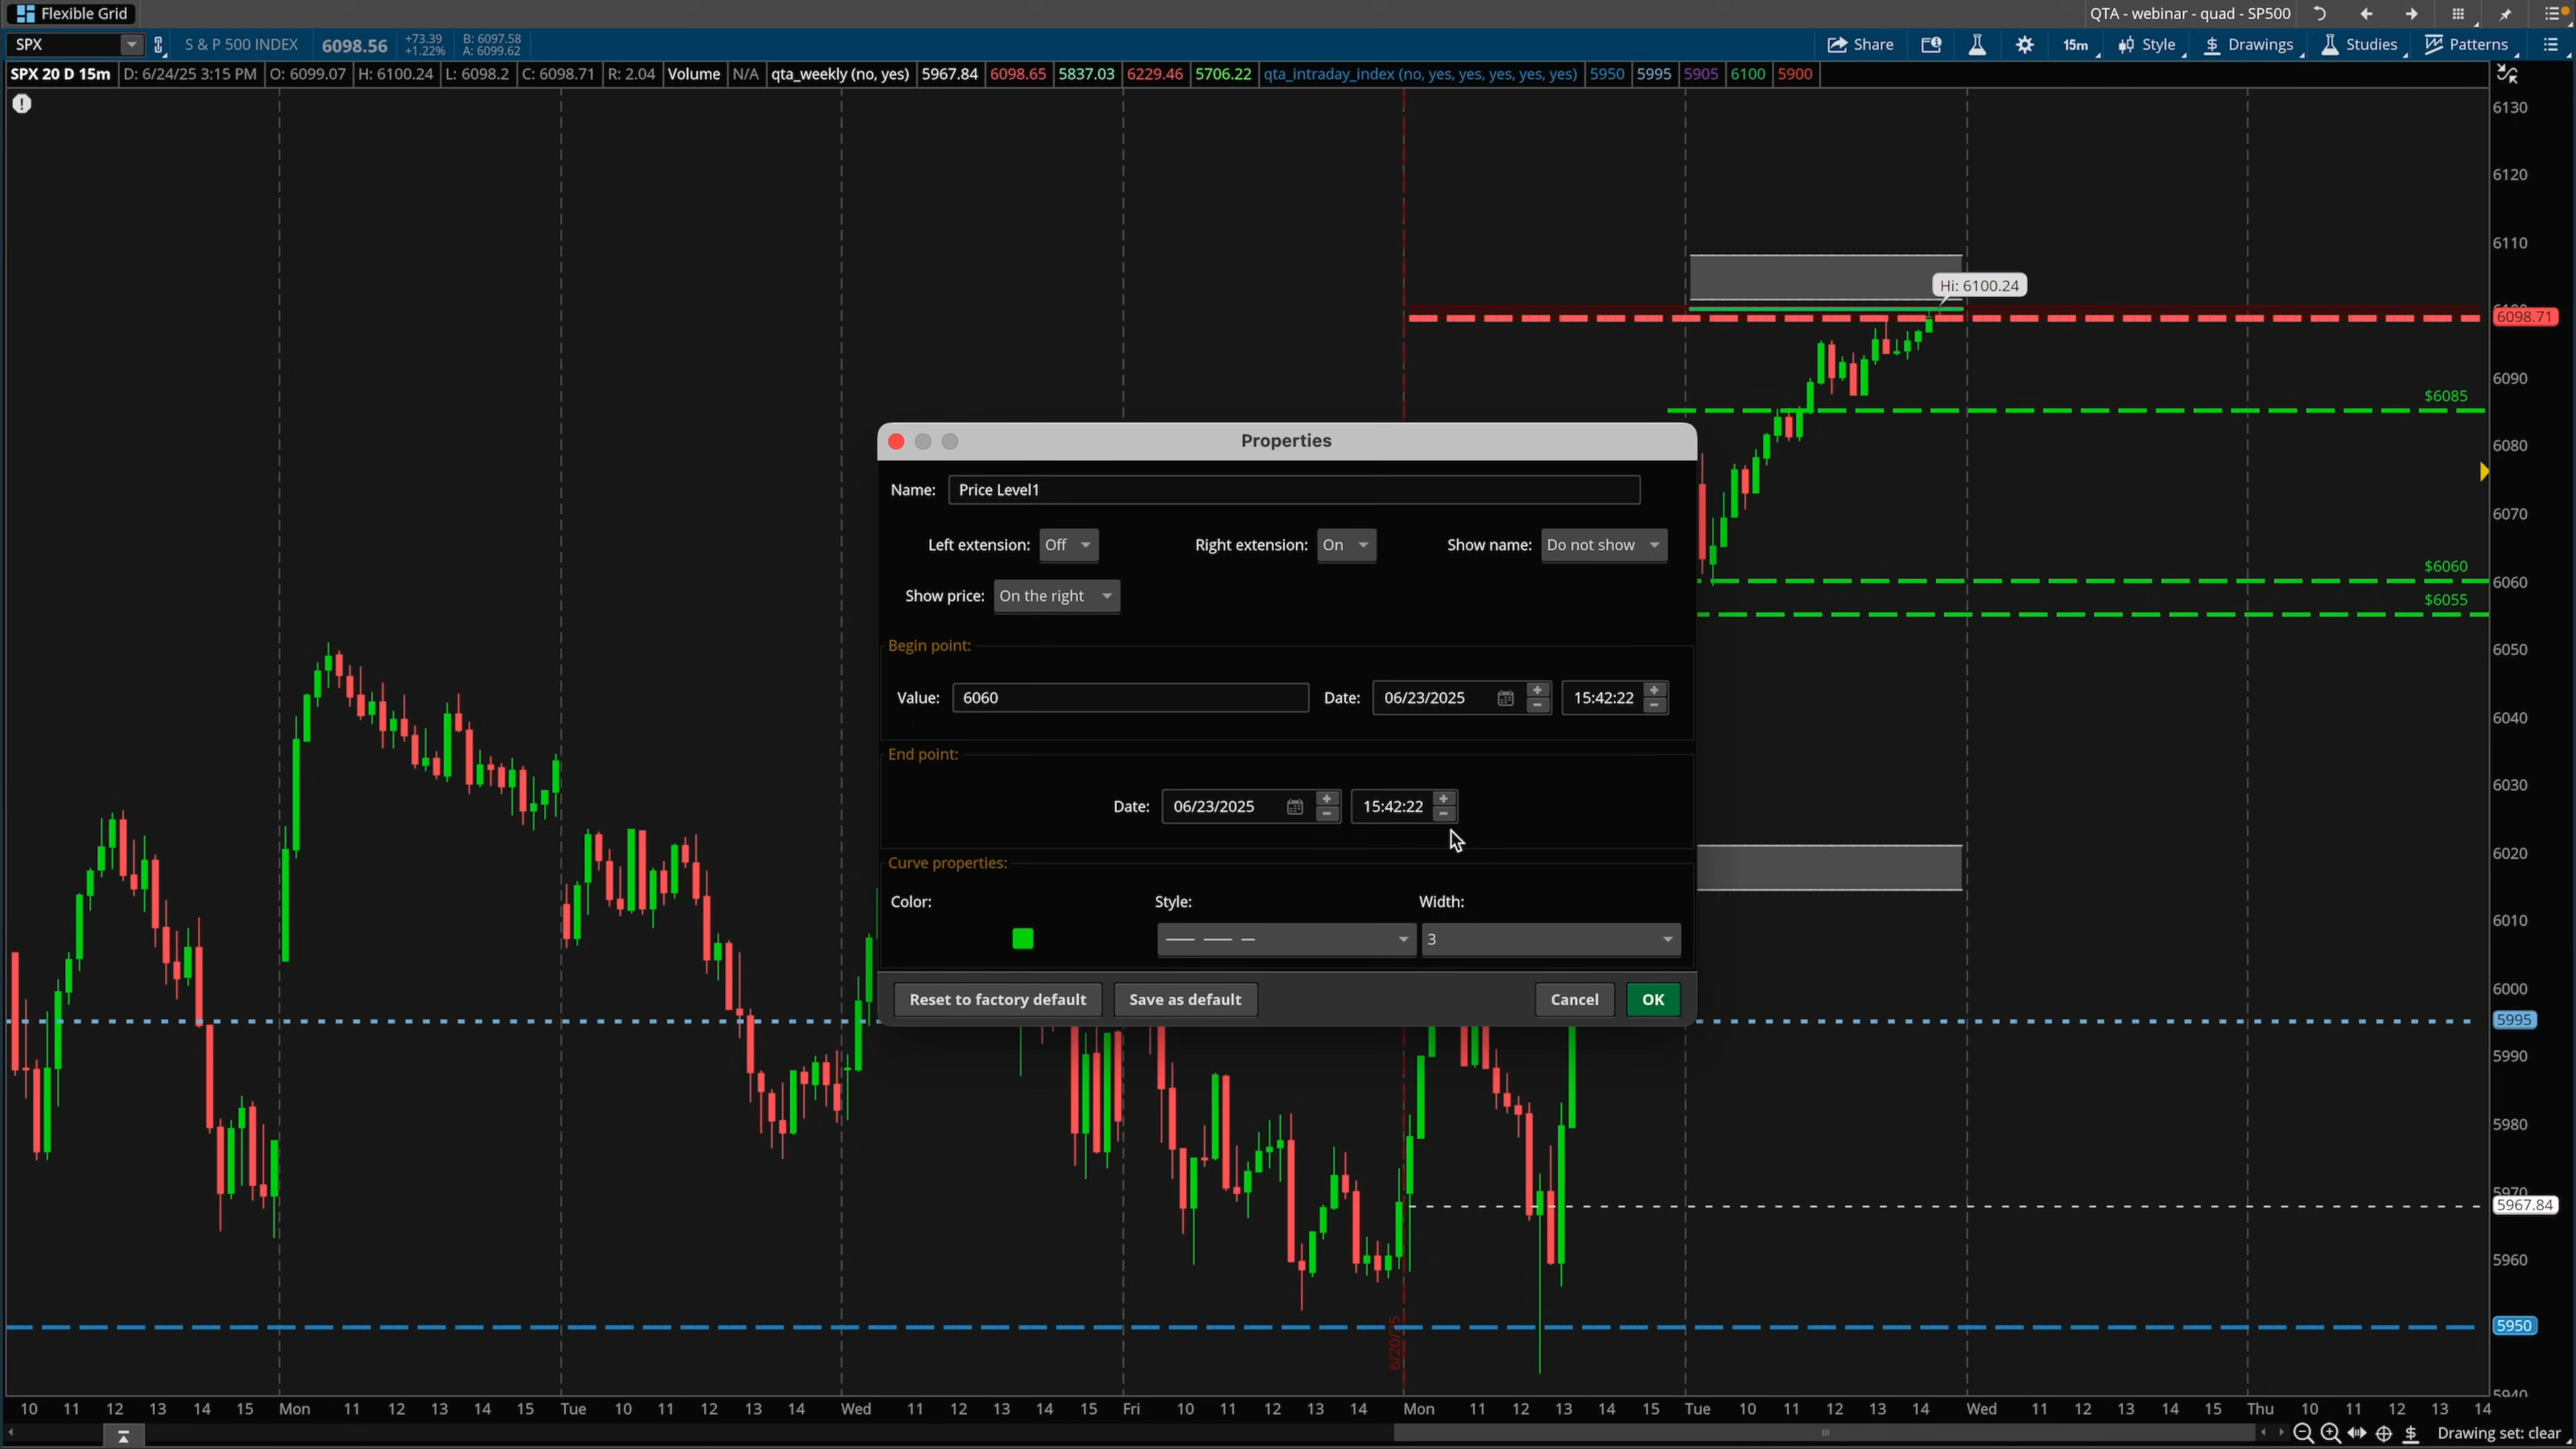 Flexible Grid
QTA - webinar - quad - SP500
SPX
S & P 500 INDEX
6098.56
+73.39
+1.22%
B: 6097.58
A: 6099.62
Share
15m
Style
Drawings
Studies
Patterns
SPX 20 D 15m
D: 6/24/25 3:15 PM
O: 6099.07
H: 6100.24
L: 6098.2
C: 6098.71
R: 2.04
Volume
N/A
qta_weekly (no, yes)
5967.84
6098.65
5837.03
6229.46
5706.22
qta_intraday_index (no, yes, yes, yes, yes, yes)
5950
5995
5905
6100
5900
6130
6120
6110
Hi: 6100.24
6098.71
6090
$6085
6080
6070
$6060
6060
$6055
6050
6040
6030
6020
6010
6000
5995
5990
5980
5970
5967.84
5960
5950
5940
Properties
Name: Price Level1
Left extension: Off
Right extension: On
Show name: Do not show
Show price: On the right
Begin point:
Value: 6060
Date: 06/23/2025 15:42:22
End point:
Date: 06/23/2025 15:42:22
Curve properties:
Color:
Style:
Width:
3
Reset to factory default
Save as default
Cancel
OK
6/20/25
10 11 12 13 14 15 Mon 11 12 13 14 15 Tue 10 11 12 13 14 Wed 11 12 13 14 15 Fri 10 11 12 13 14 Mon 11 12 13 14 15 Tue 10 11 12 13 14 Wed 11 12 13 14 15 Thu 10 11 12 13 14
Drawing set: clear